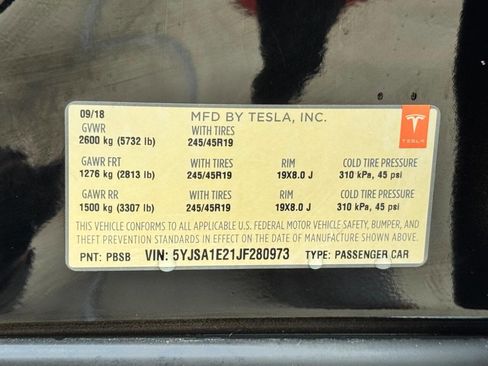 09/18 MFD BY TESLA, INC.
GVWR WITH TIRES
2600 kg (5732 lb) 245/45R19
TESLA
GAWR FRT WITH TIRES RIM COLD TIRE PRESSURE
1276 kg (2813 lb) 245/45R19 19X8.0 J 310 kPa, 45 psi
GAWR RR WITH TIRES RIM COLD TIRE PRESSURE
1500 kg (3307 lb) 245/45R19 19X8.0 J 310 kPa, 45 psi
THIS VEHICLE CONFORMS TO ALL APPLICABLE U.S. FEDERAL MOTOR VEHICLE SAFETY, BUMPER, AND
THEFT PREVENTION STANDARDS IN EFFECT ON THE DATE OF MANUFACTURE SHOWN ABOVE.
PNT: PBSB VIN: 5YJSA1E21JF280973 TYPE: PASSENGER CAR